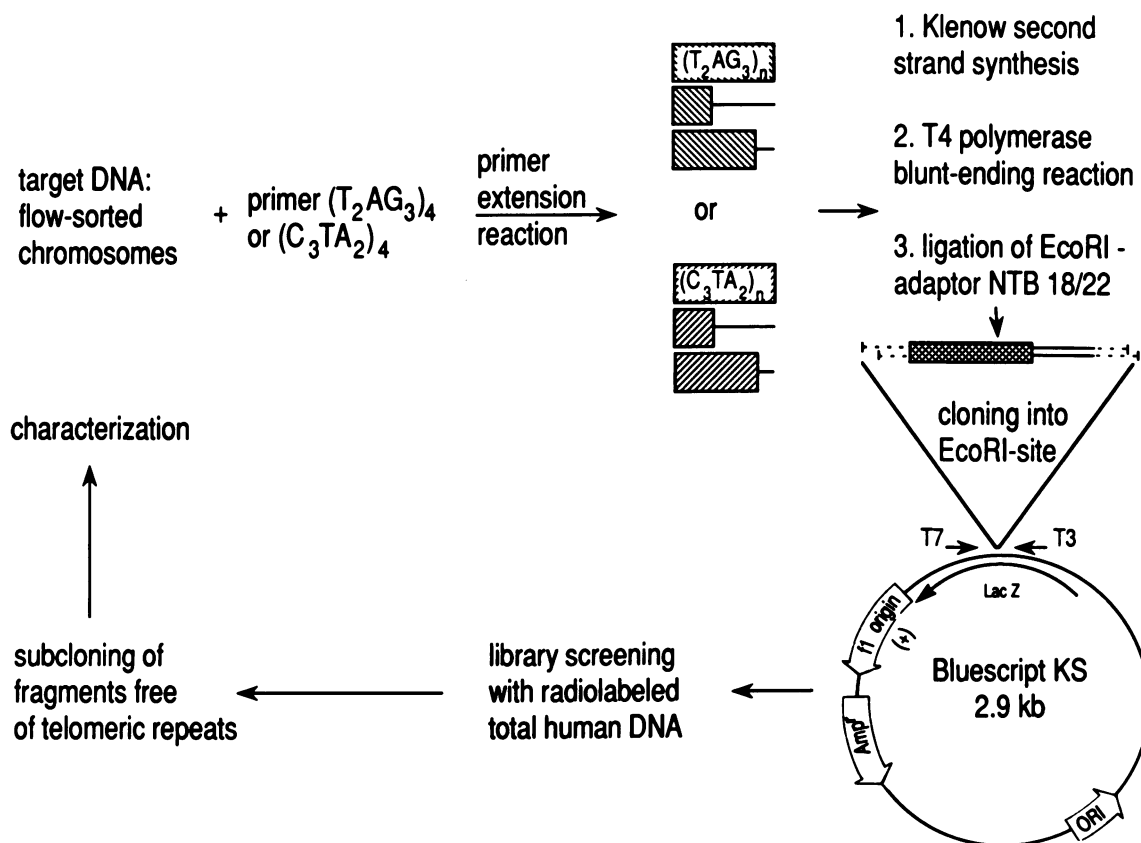 target DNA:
flow-sorted
chromosomes
+
primer (T2AG3)4
or (C3TA2)4
primer
extension
reaction
(T2AG3)n
or
(C3TA2)n
1. Klenow second
strand synthesis
2. T4 polymerase
blunt-ending reaction
3. ligation of EcoRI -
adaptor NTB 18/22
cloning into
EcoRI-site
T7
T3
Lac Z
f1 origin
(+)
Ampr
ORI
Bluescript KS
2.9 kb
library screening
with radiolabeled
total human DNA
subcloning of
fragments free
of telomeric repeats
characterization